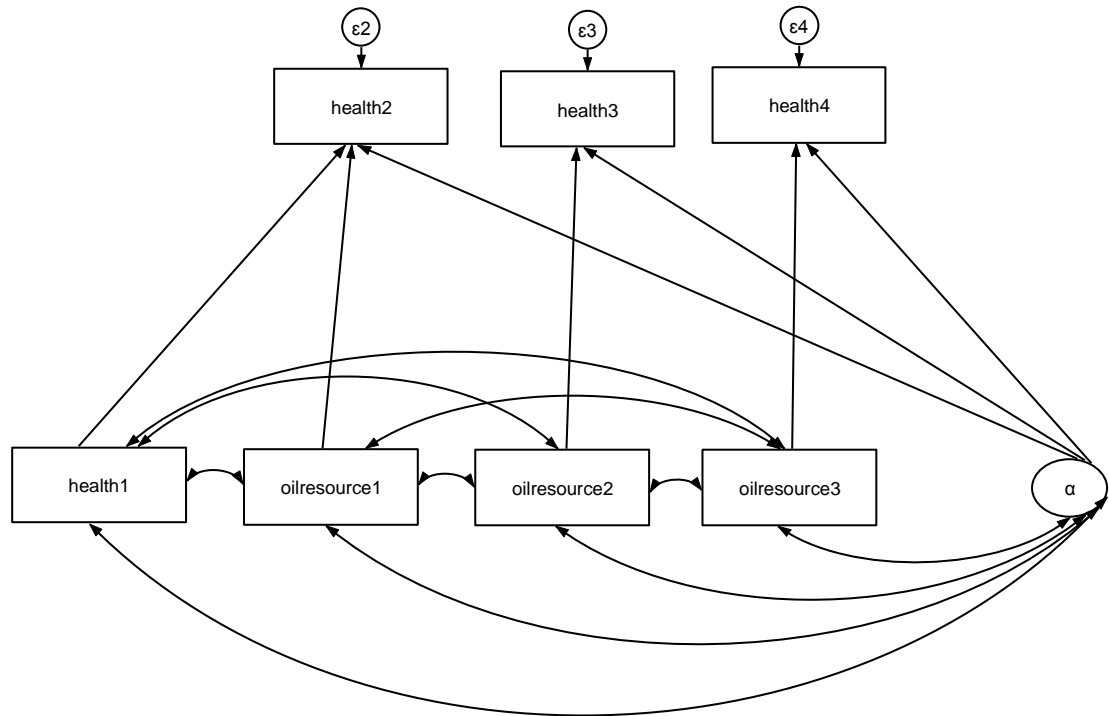 ε2
ε3
ε4
health2
health3
health4
health1
oilresource1
oilresource2
oilresource3
α